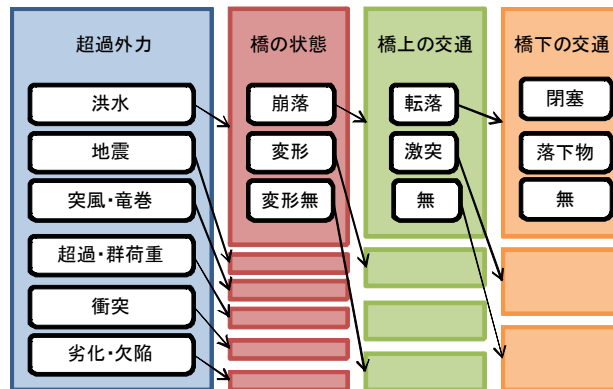 超過外力
洪水
地震
突風・竜巻
超過・群荷重
衝突
劣化・欠陥
橋の状態
崩落
変形
変形無
橋上の交通
転落
激突
無
橋下の交通
閉塞
落下物
無